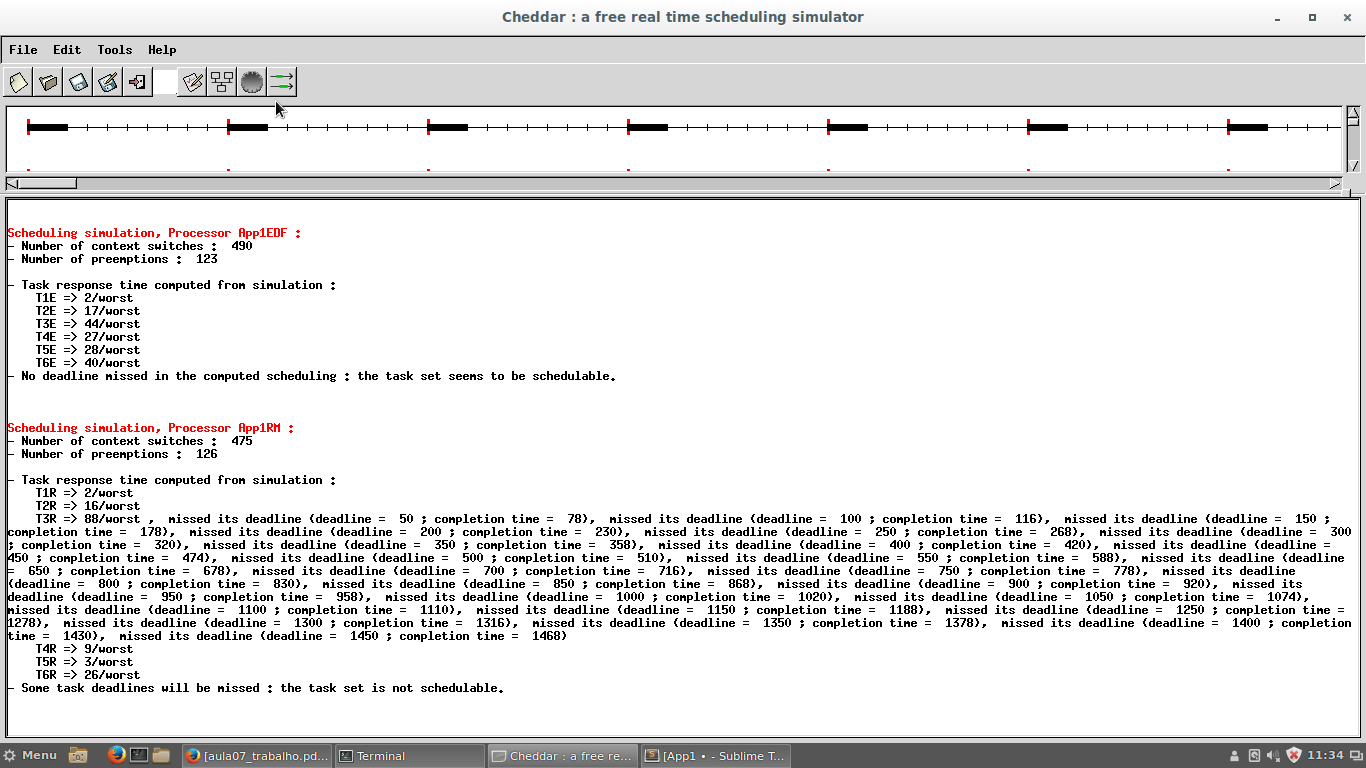 Cheddar : a free real time scheduling simulator
File Edit Tools Help
Scheduling simulation, Processor App1EDF :
- Number of context switches :  490
- Number of preemptions :  123
- Task response time computed from simulation :
T1E => 2/worst
T2E => 17/worst
T3E => 44/worst
T4E => 27/worst
T5E => 28/worst
T6E => 40/worst
- No deadline missed in the computed scheduling : the task set seems to be schedulable.
Scheduling simulation, Processor App1RM :
- Number of context switches :  475
- Number of preemptions :  126
- Task response time computed from simulation :
T1R => 2/worst
T2R => 16/worst
T3R => 88/worst ,  missed its deadline (deadline =  50 ; completion time =  78),  missed its deadline (deadline =  100 ; completion time =  116),  missed its deadline (deadline =  150 ;
completion time =  178),  missed its deadline (deadline =  200 ; completion time =  230),  missed its deadline (deadline =  250 ; completion time =  268),  missed its deadline (deadline =  300
; completion time =  320),  missed its deadline (deadline =  350 ; completion time =  358),  missed its deadline (deadline =  400 ; completion time =  420),  missed its deadline (deadline =
450 ; completion time =  474),  missed its deadline (deadline =  500 ; completion time =  510),  missed its deadline (deadline =  550 ; completion time =  588),  missed its deadline (deadline
=  650 ; completion time =  678),  missed its deadline (deadline =  700 ; completion time =  716),  missed its deadline (deadline =  750 ; completion time =  778),  missed its deadline
(deadline =  800 ; completion time =  830),  missed its deadline (deadline =  850 ; completion time =  868),  missed its deadline (deadline =  900 ; completion time =  920),  missed its
deadline (deadline =  950 ; completion time =  958),  missed its deadline (deadline =  1000 ; completion time =  1020),  missed its deadline (deadline =  1050 ; completion time =  1074),
missed its deadline (deadline =  1100 ; completion time =  1110),  missed its deadline (deadline =  1150 ; completion time =  1188),  missed its deadline (deadline =  1250 ; completion time =
1278),  missed its deadline (deadline =  1300 ; completion time =  1316),  missed its deadline (deadline =  1350 ; completion time =  1378),  missed its deadline (deadline =  1400 ; completion
time =  1430),  missed its deadline (deadline =  1450 ; completion time =  1468)
T4R => 9/worst
T5R => 3/worst
T6R => 26/worst
- Some task deadlines will be missed : the task set is not schedulable.
Menu [aula07_trabalho.pd... Terminal Cheddar : a free re... [App1 • - Sublime T... 11:34